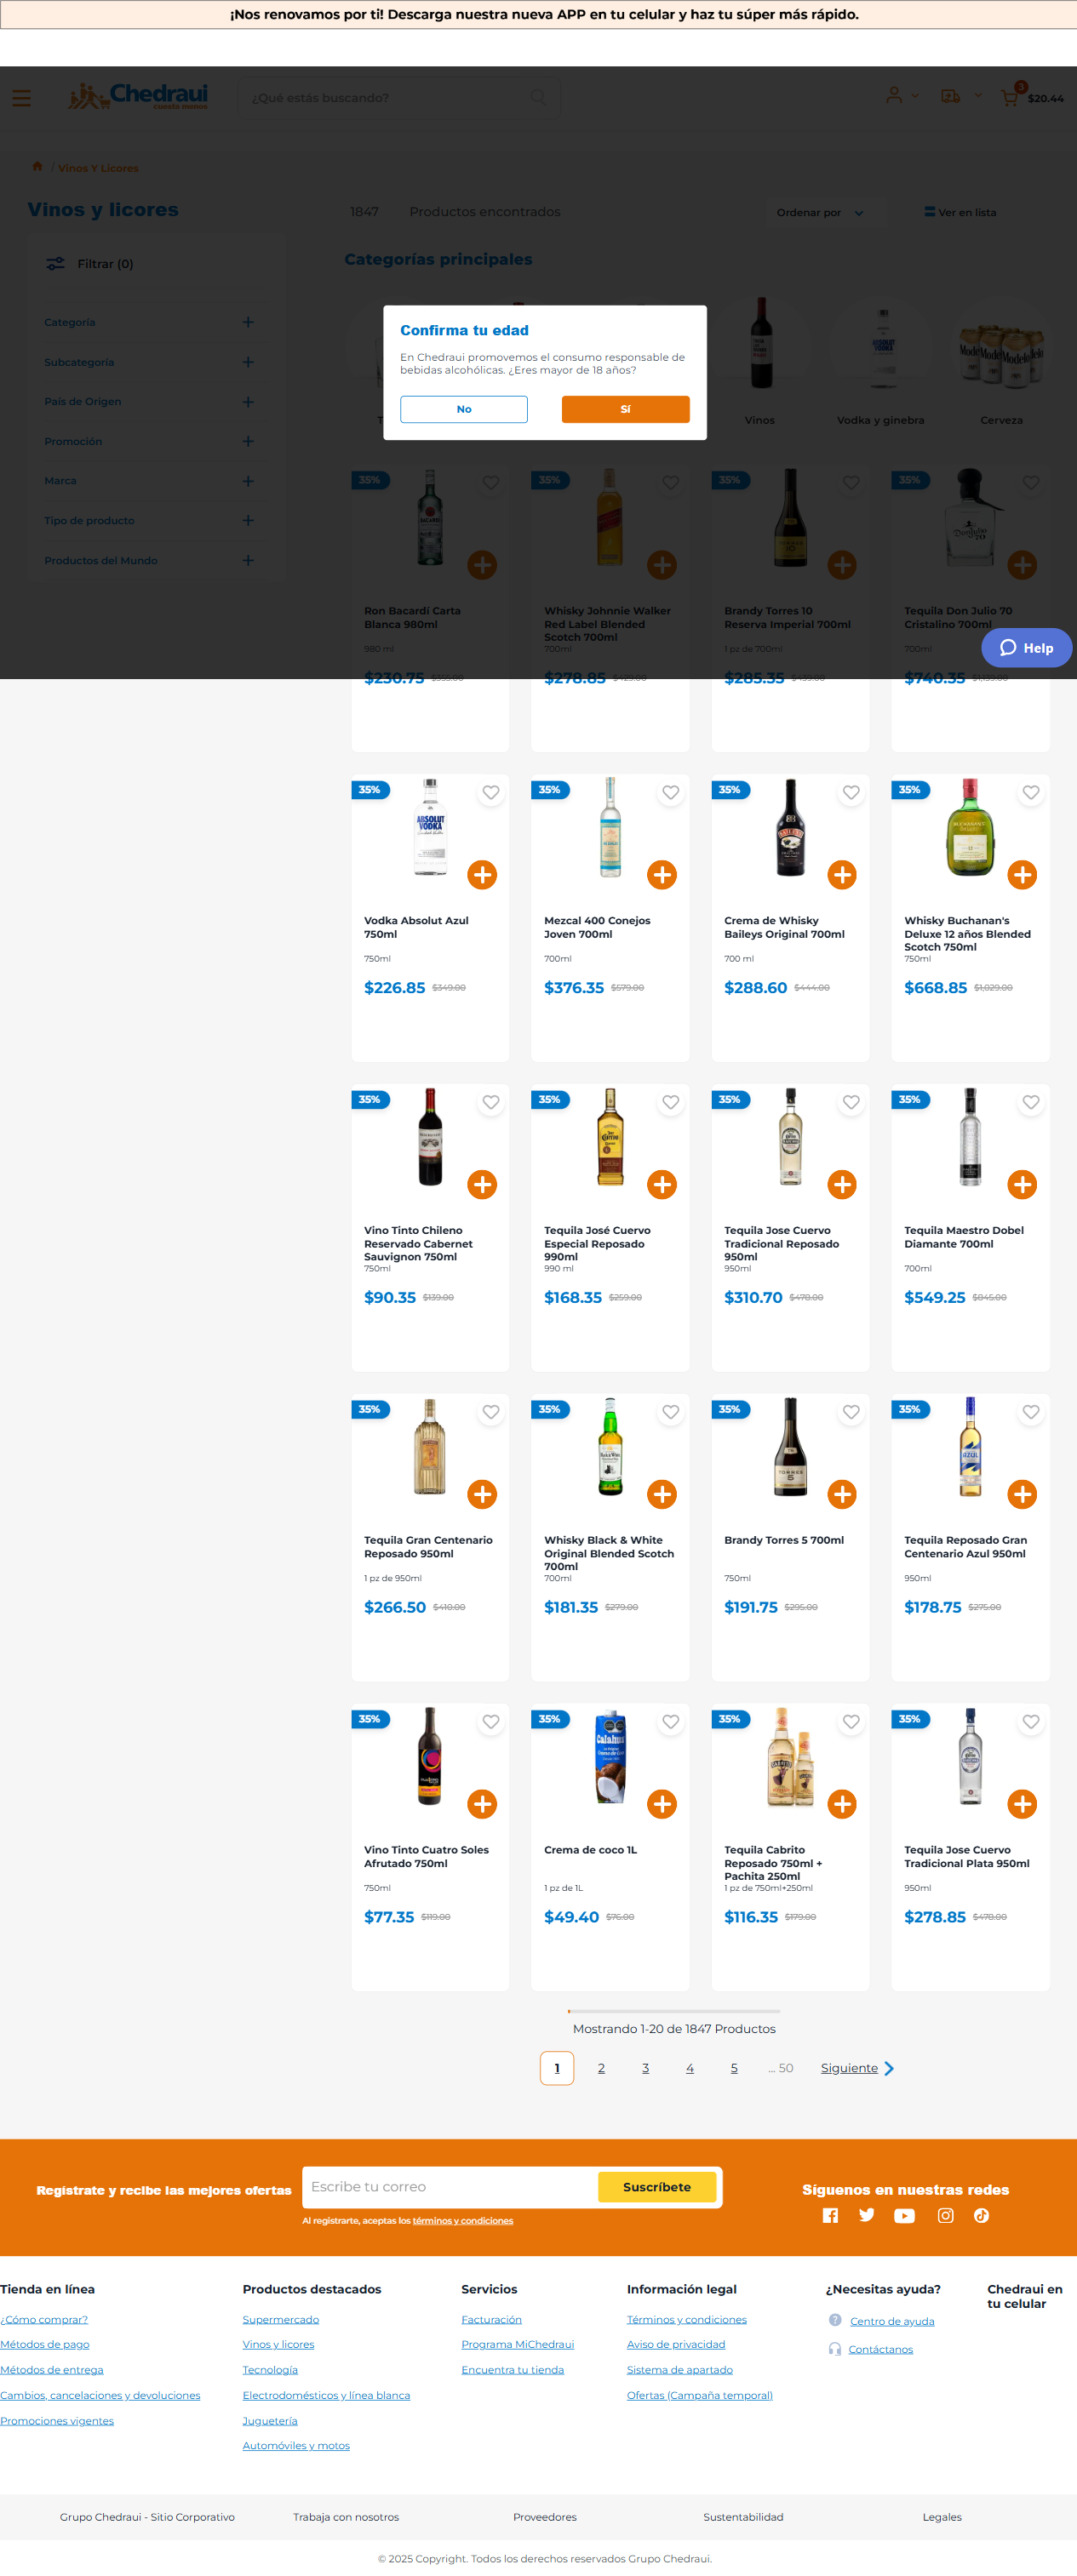 ¡Nos renovamos por ti! Descarga nuestra nueva APP en tu celular y haz tu súper más rápido.
Chedraui
cuesta menos
¿Qué estás buscando?
3
$20.44
/ Vinos Y Licores
Vinos y licores
1847 Productos encontrados
Ordenar por
Ver en lista
Filtrar (0)
Categoría
Subcategoría
País de Origen
Promoción
Marca
Tipo de producto
Productos del Mundo
Categorías principales
Confirma tu edad
En Chedraui promovemos el consumo responsable de
bebidas alcohólicas. ¿Eres mayor de 18 años?
No
Sí
Vinos
Vodka y ginebra
Cerveza
35%
35%
35%
35%
Ron Bacardí Carta
Blanca 980ml
980 ml
$230.75 $355.00
Whisky Johnnie Walker
Red Label Blended
Scotch 700ml
700ml
$278.85 $429.00
Brandy Torres 10
Reserva Imperial 700ml
1 pz de 700ml
$285.35 $439.00
Tequila Don Julio 70
Cristalino 700ml
700ml
$740.35 $1,139.00
Help
35%
35%
35%
35%
ABSOLUT
VODKA
Vodka Absolut Azul
750ml
750ml
$226.85 $349.00
Mezcal 400 Conejos
Joven 700ml
700ml
$376.35 $579.00
Crema de Whisky
Baileys Original 700ml
700 ml
$288.60 $444.00
Whisky Buchanan's
Deluxe 12 años Blended
Scotch 750ml
750ml
$668.85 $1,029.00
35%
35%
35%
35%
Vino Tinto Chileno
Reservado Cabernet
Sauvignon 750ml
750ml
$90.35 $139.00
Tequila José Cuervo
Especial Reposado
990ml
990 ml
$168.35 $259.00
Tequila Jose Cuervo
Tradicional Reposado
950ml
950ml
$310.70 $478.00
Tequila Maestro Dobel
Diamante 700ml
700ml
$549.25 $845.00
35%
35%
35%
35%
TORRES
5
AZUL
Tequila Gran Centenario
Reposado 950ml
1 pz de 950ml
$266.50 $410.00
Whisky Black & White
Original Blended Scotch
700ml
700ml
$181.35 $279.00
Brandy Torres 5 700ml
750ml
$191.75 $295.00
Tequila Reposado Gran
Centenario Azul 950ml
950ml
$178.75 $275.00
35%
35%
35%
35%
Calahua
Crema de Coco
Vino Tinto Cuatro Soles
Afrutado 750ml
750ml
$77.35 $119.00
Crema de coco 1L
1 pz de 1L
$49.40 $76.00
Tequila Cabrito
Reposado 750ml +
Pachita 250ml
1 pz de 750ml+250ml
$116.35 $179.00
Tequila Jose Cuervo
Tradicional Plata 950ml
950ml
$278.85 $478.00
Mostrando 1-20 de 1847 Productos
1 2 3 4 5 ... 50 Siguiente
Regístrate y recibe las mejores ofertas
Escribe tu correo
Suscríbete
Al registrarte, aceptas los términos y condiciones
Síguenos en nuestras redes
Tienda en línea
¿Cómo comprar?
Métodos de pago
Métodos de entrega
Cambios, cancelaciones y devoluciones
Promociones vigentes
Productos destacados
Supermercado
Vinos y licores
Tecnología
Electrodomésticos y línea blanca
Juguetería
Automóviles y motos
Servicios
Facturación
Programa MiChedraui
Encuentra tu tienda
Información legal
Términos y condiciones
Aviso de privacidad
Sistema de apartado
Ofertas (Campaña temporal)
¿Necesitas ayuda?
Centro de ayuda
Contáctanos
Chedraui en
tu celular
Grupo Chedraui - Sitio Corporativo
Trabaja con nosotros
Proveedores
Sustentabilidad
Legales
© 2025 Copyright. Todos los derechos reservados Grupo Chedraui.